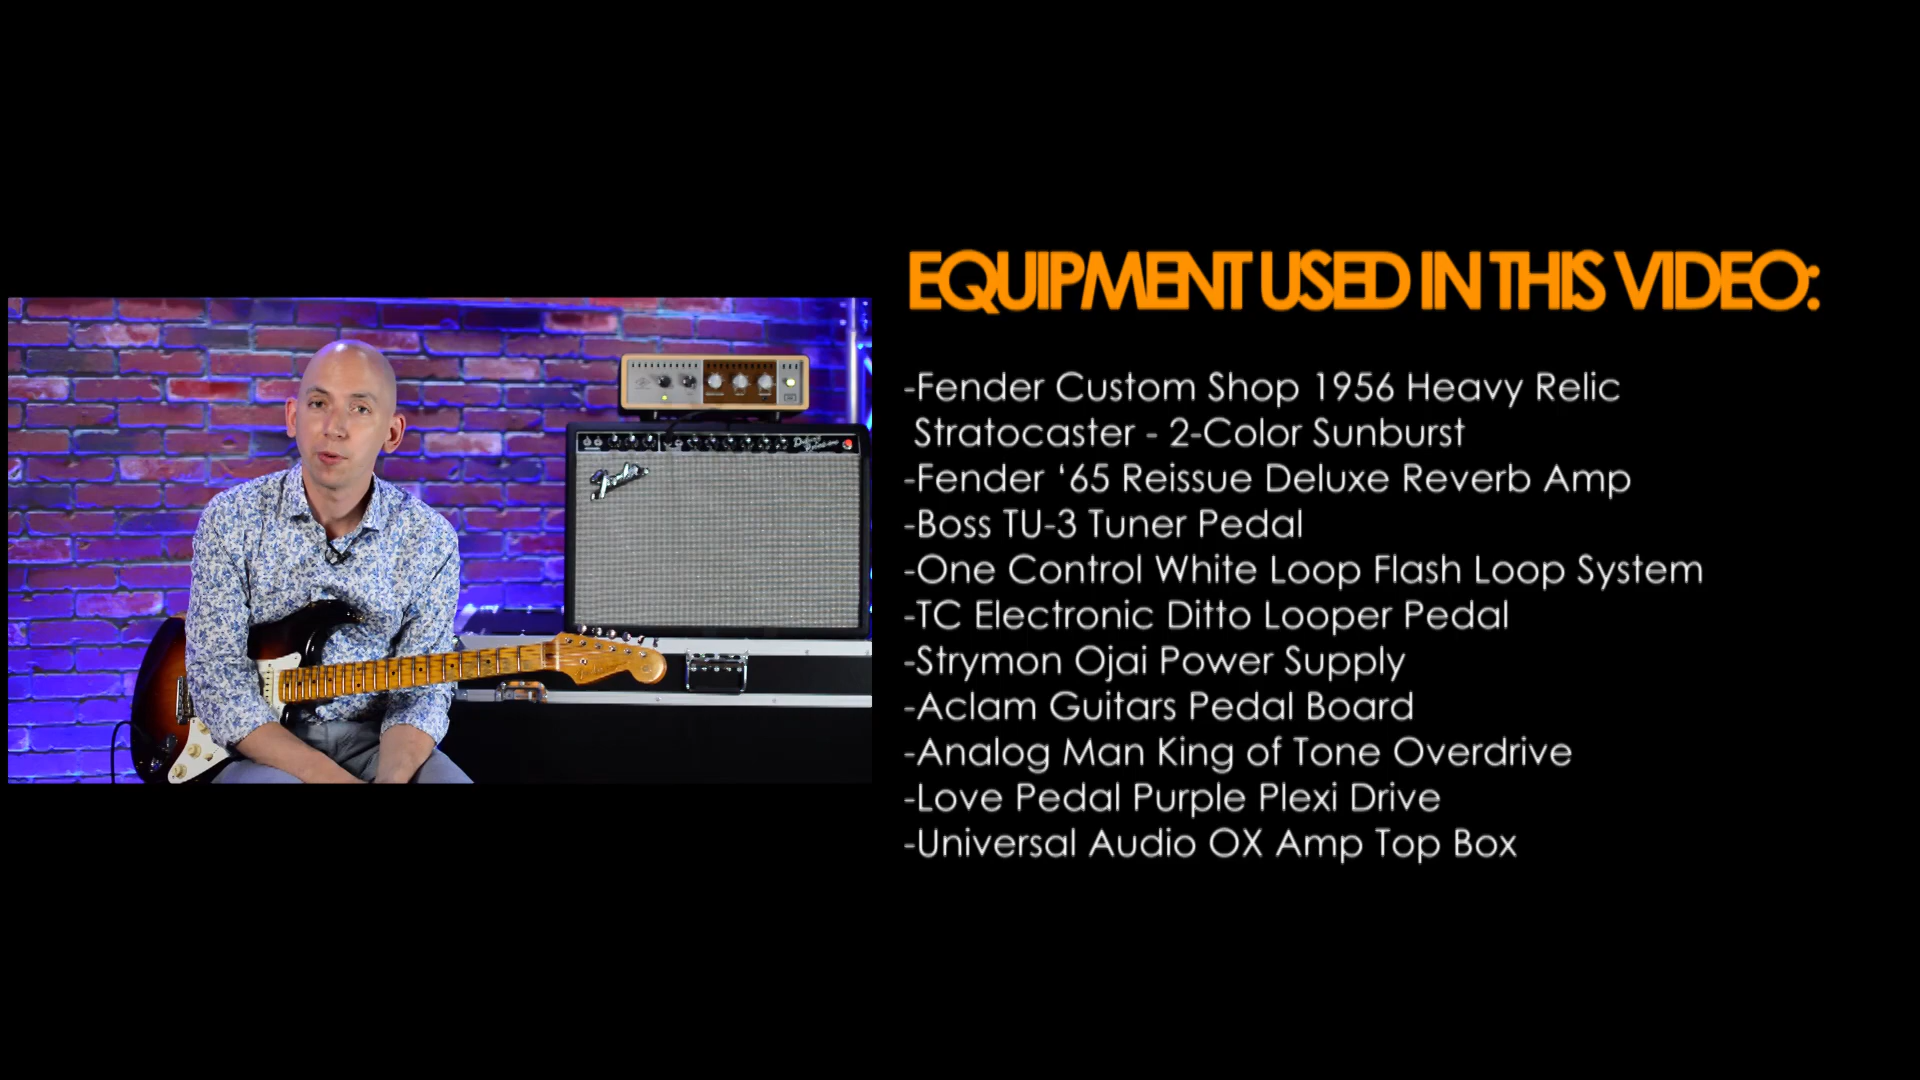 EQUIPMENT USED IN THIS VIDEO:
-Fender Custom Shop 1956 Heavy Relic
Stratocaster - 2-Color Sunburst
-Fender ‘65 Reissue Deluxe Reverb Amp
-Boss TU-3 Tuner Pedal
-One Control White Loop Flash Loop System
-TC Electronic Ditto Looper Pedal
-Strymon Ojai Power Supply
-Aclam Guitars Pedal Board
-Analog Man King of Tone Overdrive
-Love Pedal Purple Plexi Drive
-Universal Audio OX Amp Top Box
Fender